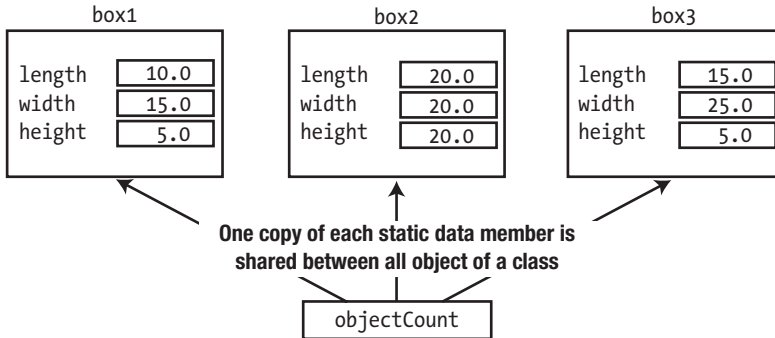 box1
box2
box3
length 10.0
width 15.0
height 5.0
length 20.0
width 20.0
height 20.0
length 15.0
width 25.0
height 5.0
One copy of each static data member is
shared between all object of a class
objectCount